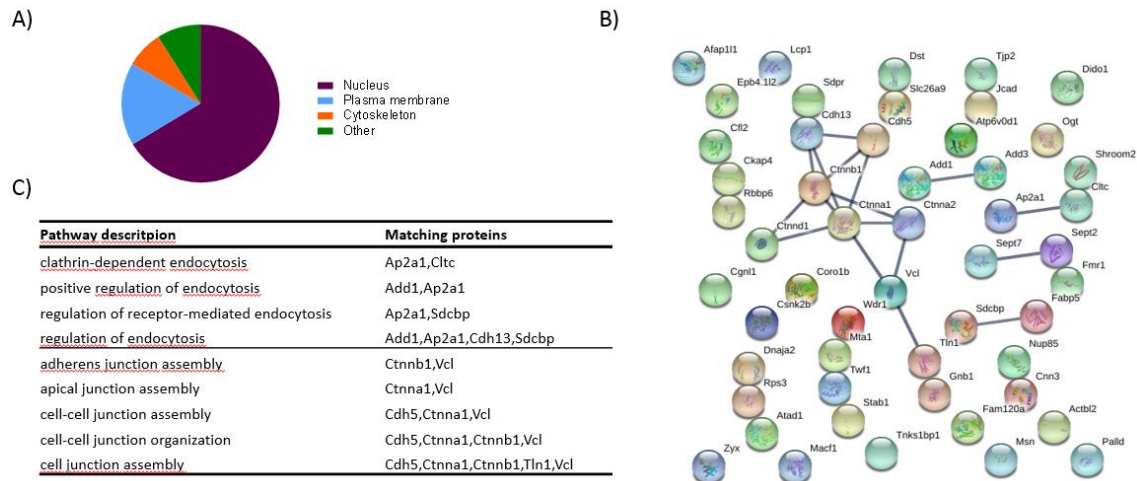 A)
Nucleus
Plasma membrane
Cytoskeleton
Other
C)
Pathway descritpion Matching proteins
clathrin-dependent endocytosis Ap2a1,Cltc
positive regulation of endocytosis Add1,Ap2a1
regulation of receptor-mediated endocytosis Ap2a1,Sdcbp
regulation of endocytosis Add1,Ap2a1,Cdh13,Sdcbp
adherens junction assembly Ctnnb1,Vcl
apical junction assembly Ctnna1,Vcl
cell-cell junction assembly Cdh5,Ctnna1,Vcl
cell-cell junction organization Cdh5,Ctnna1,Ctnnb1,Vcl
cell junction assembly Cdh5,Ctnna1,Ctnnb1,Tln1,Vcl
B)
Afap1l1
Lcp1
Dst
Tjp2
Dido1
Epb4.1l2
Sdpr
Slc26a9
Jcad
Cdh13
Cdh5
Atp6v0d1
Ogt
Cfl2
Ckap4
Ctnnb1
Add1
Add3
Shroom2
Rbbp6
Ctnna1
Ctnna2
Ap2a1
Cltc
Ctnnd1
Sept7
Sept2
Cgnl1
Coro1b
Vcl
Fmr1
Csnk2b
Wdr1
Sdcbp
Fabp5
Mta1
Tln1
Nup85
Dnaja2
Twf1
Gnb1
Cnn3
Rps3
Stab1
Atad1
Fam120a
Actbl2
Zyx
Macf1
Tnks1bp1
Msn
Palld